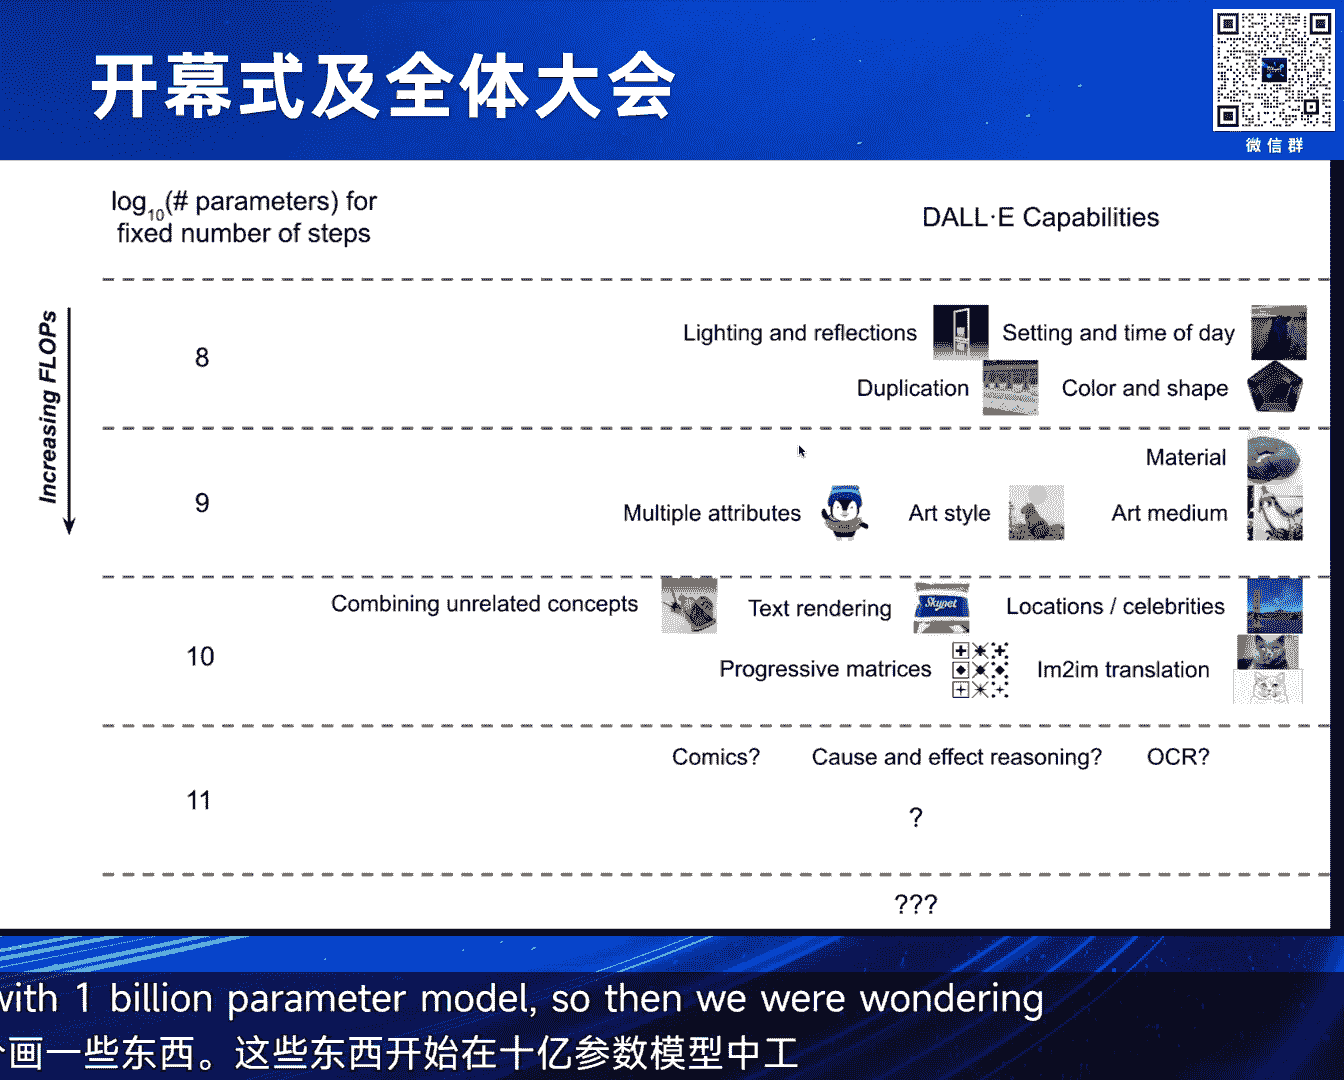 开幕式及全体大会
微信群
log10(# parameters) for
fixed number of steps
DALL·E Capabilities
Increasing FLOPs
8
Lighting and reflections
Setting and time of day
Duplication
Color and shape
9
Material
Multiple attributes
Art style
Art medium
10
Combining unrelated concepts
Text rendering
Skypet
Locations / celebrities
Progressive matrices
Im2im translation
11
Comics?
Cause and effect reasoning?
OCR?
?
???
with 1 billion parameter model, so then we were wondering
画一些东西。这些东西开始在十亿参数模型中工